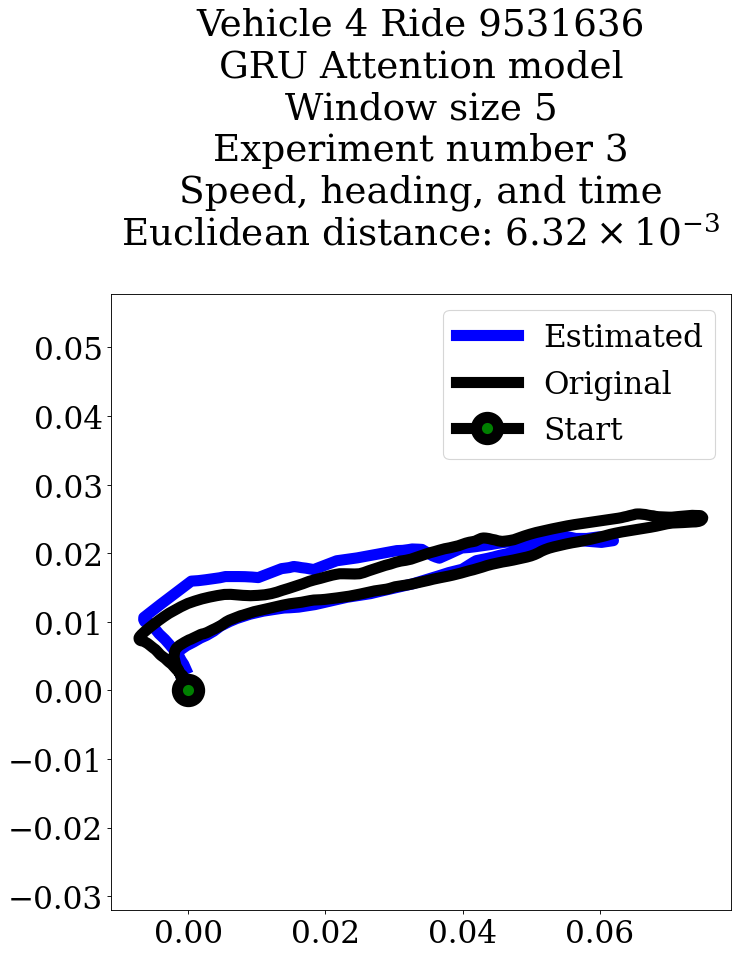 Vehicle 4 Ride 9531636
GRU Attention model
Window size 5
Experiment number 3
Speed, heading, and time
Euclidean distance: 6.32 × 10⁻³
Estimated
Original
Start
0.05
0.04
0.03
0.02
0.01
0.00
−0.01
−0.02
−0.03
0.00 0.02 0.04 0.06